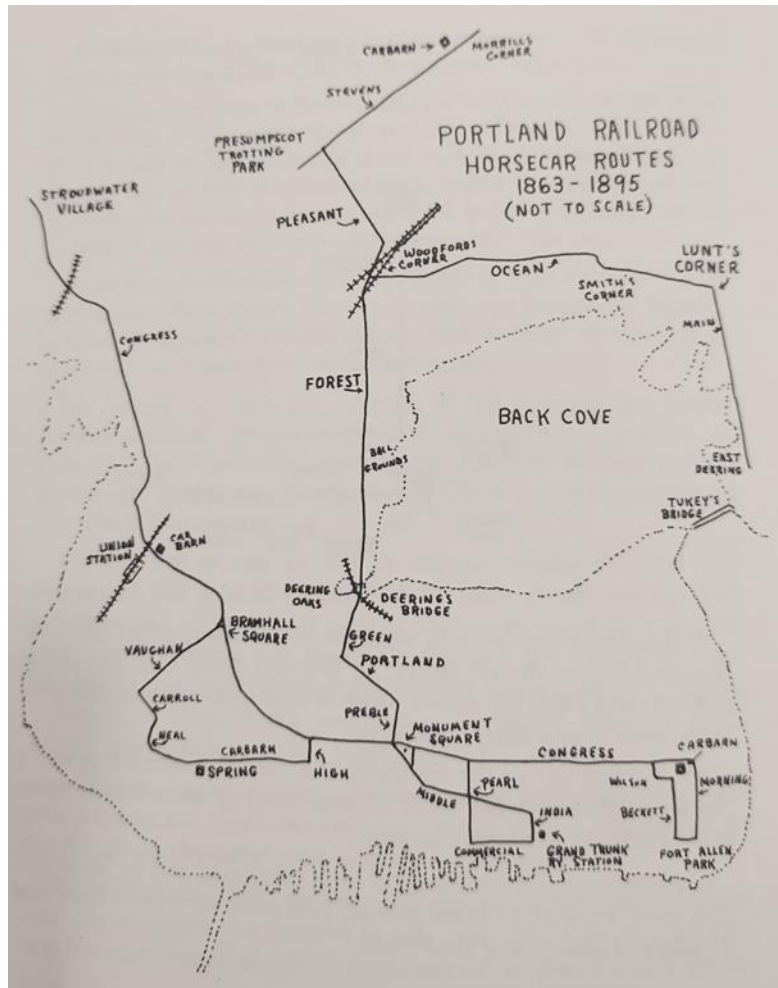 CARBARN
MORRILLS
CORNER
STEVENS
PORTLAND RAILROAD
HORSECAR ROUTES
1863-1895
(NOT TO SCALE)
PRESUMPSCOT
TROTTING
PARK
STROUDWATER
VILLAGE
PLEASANT
WOODFORDS
CORNER
OCEAN
LUNT'S
CORNER
SMITH'S
CORNER
MAIN
CONGRESS
FOREST
BACK COVE
BALL
GROUNDS
EAST
DEERING
TUKEY'S
BRIDGE
UNION
STATION
CAR
BARN
DEERING
OAKS
DEERING'S
BRIDGE
BRAMHALL
SQUARE
GREEN
VAUGHAN
PORTLAND
CARROLL
PREBLE
MONUMENT
SQUARE
NEAL
CARBARN
SPRING
HIGH
CONGRESS
CARBARN
WILSON
MORNING
MIDDLE
PEARL
INDIA
BECKETT
COMMERCIAL
GRAND TRUNK
RY. STATION
FORT ALLEN
PARK